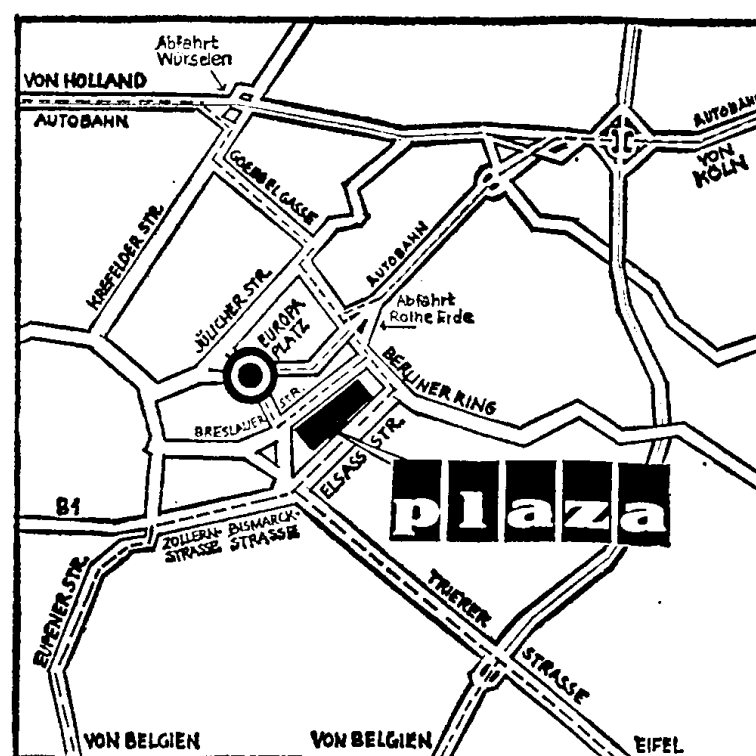 Abfahrt
Würselen
VON HOLLAND
AUTOBAHN
AUTOBAHN
VON
KÖLN
GOEBBELGASSE
KREFELDER STR.
JÜLICHER STR.
EUROPA
PLATZ
AUTOBAHN
Abfahrt
Rothe Erde
BERLINER RING
BRESLAUER STR.
ELSASS STR.
plaza
B1
ZOLLERN-
STRASSE
BISMARCK-
STRASSE
EUPENER STR.
TRIERER
STRASSE
VON BELGIEN
VON BELGIEN
EIFEL